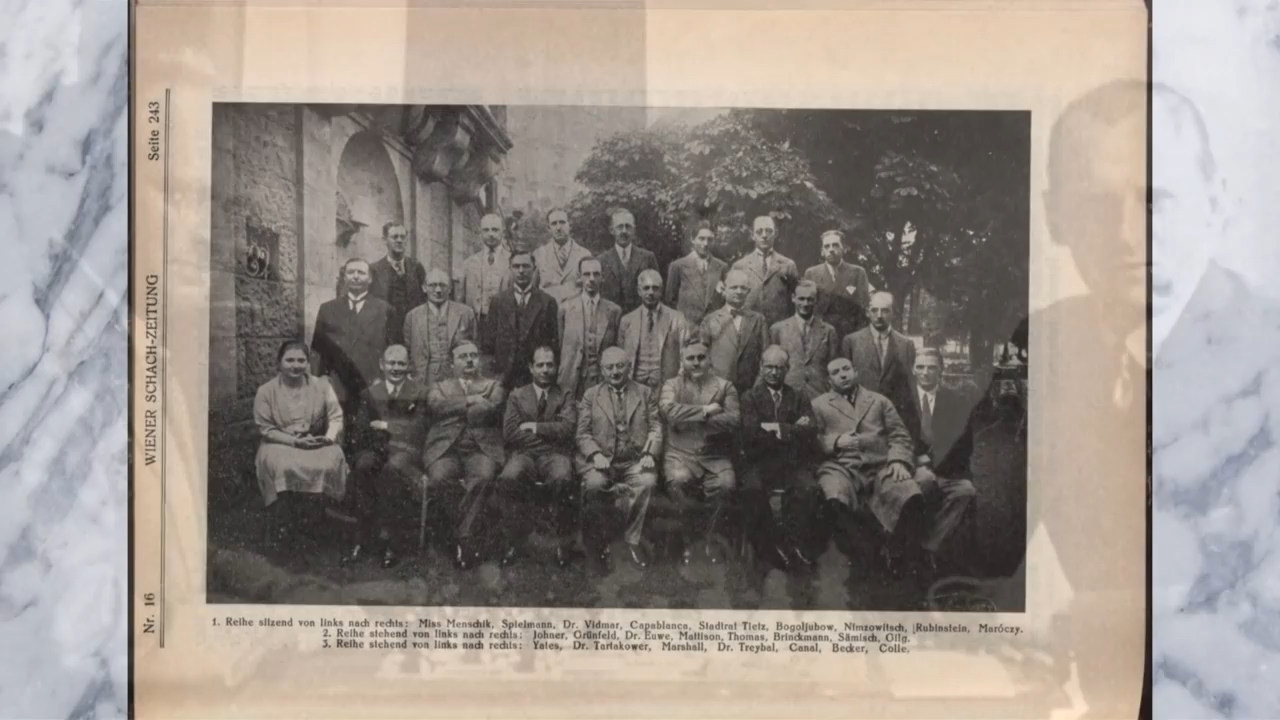 Nr. 16 WIENER SCHACH-ZEITUNG Seite 243
1. Reihe sitzend von links nach rechts: Miss Menschik, Spielmann, Dr. Vidmar, Capablanca, Stadtrat Tietz, Bogoljubow, Nimzowitsch, Rubinstein, Maróczy.
2. Reihe stehend von links nach rechts: Johner, Grünfeld, Dr. Euwe, Mattison, Thomas, Brinckmann, Sämisch, Gilg.
3. Reihe stehend von links nach rechts: Yates, Dr. Tartakower, Marshall, Dr. Treybal, Canal, Becker, Colle.